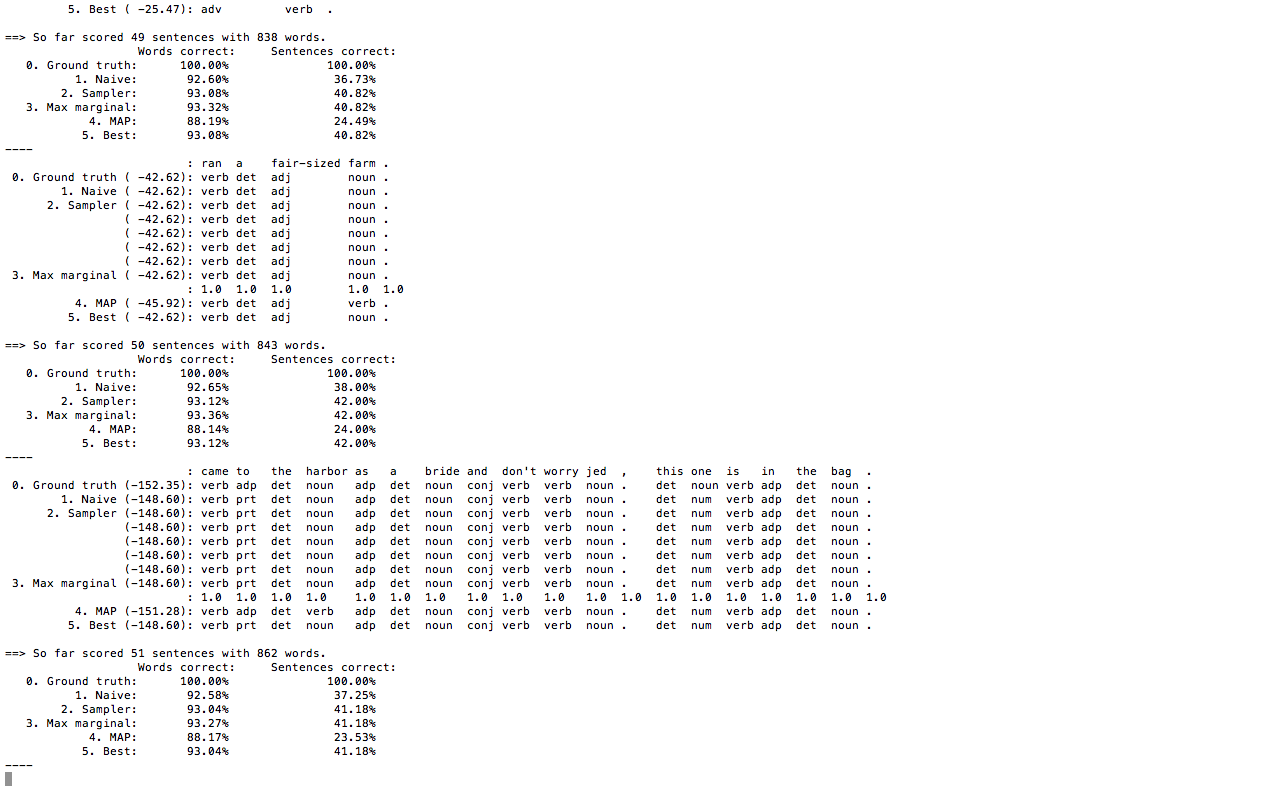 5. Best ( -25.47): adv verb .
==> So far scored 49 sentences with 838 words.
Words correct: Sentences correct:
0. Ground truth: 100.00% 100.00%
1. Naive: 92.60% 36.73%
2. Sampler: 93.08% 40.82%
3. Max marginal: 93.32% 40.82%
4. MAP: 88.19% 24.49%
5. Best: 93.08% 40.82%
----
: ran a fair-sized farm .
0. Ground truth ( -42.62): verb det adj noun .
1. Naive ( -42.62): verb det adj noun .
2. Sampler ( -42.62): verb det adj noun .
( -42.62): verb det adj noun .
( -42.62): verb det adj noun .
( -42.62): verb det adj noun .
( -42.62): verb det adj noun .
3. Max marginal ( -42.62): verb det adj noun .
: 1.0 1.0 1.0 1.0 1.0
4. MAP ( -45.92): verb det adj verb .
5. Best ( -42.62): verb det adj noun .
==> So far scored 50 sentences with 843 words.
Words correct: Sentences correct:
0. Ground truth: 100.00% 100.00%
1. Naive: 92.65% 38.00%
2. Sampler: 93.12% 42.00%
3. Max marginal: 93.36% 42.00%
4. MAP: 88.14% 24.00%
5. Best: 93.12% 42.00%
----
: came to the harbor as a bride and don't worry jed , this one is in the bag .
0. Ground truth (-152.35): verb adp det noun adp det noun conj verb verb noun . det noun verb adp det noun .
1. Naive (-148.60): verb prt det noun adp det noun conj verb verb noun . det num verb adp det noun .
2. Sampler (-148.60): verb prt det noun adp det noun conj verb verb noun . det num verb adp det noun .
(-148.60): verb prt det noun adp det noun conj verb verb noun . det num verb adp det noun .
(-148.60): verb prt det noun adp det noun conj verb verb noun . det num verb adp det noun .
(-148.60): verb prt det noun adp det noun conj verb verb noun . det num verb adp det noun .
(-148.60): verb prt det noun adp det noun conj verb verb noun . det num verb adp det noun .
3. Max marginal (-148.60): verb prt det noun adp det noun conj verb verb noun . det num verb adp det noun .
: 1.0 1.0 1.0 1.0 1.0 1.0 1.0 1.0 1.0 1.0 1.0 1.0 1.0 1.0 1.0 1.0 1.0 1.0 1.0
4. MAP (-151.28): verb adp det verb adp det noun conj verb verb noun . det num verb adp det noun .
5. Best (-148.60): verb prt det noun adp det noun conj verb verb noun . det num verb adp det noun .
==> So far scored 51 sentences with 862 words.
Words correct: Sentences correct:
0. Ground truth: 100.00% 100.00%
1. Naive: 92.58% 37.25%
2. Sampler: 93.04% 41.18%
3. Max marginal: 93.27% 41.18%
4. MAP: 88.17% 23.53%
5. Best: 93.04% 41.18%
----